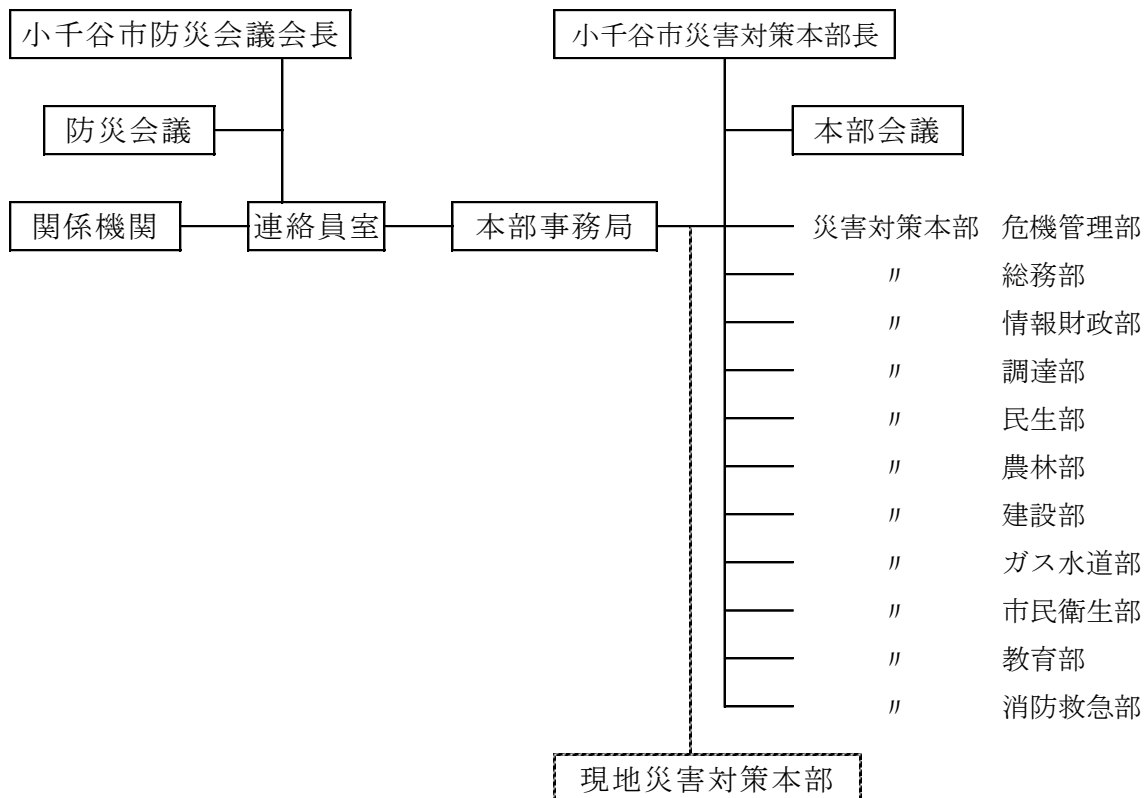 小千谷市防災会議会長 小千谷市災害対策本部長
防災会議 本部会議
関係機関 連絡員室 本部事務局 災害対策本部 危機管理部
〃 総務部
〃 情報財政部
〃 調達部
〃 民生部
〃 農林部
〃 建設部
〃 ガス水道部
〃 市民衛生部
〃 教育部
〃 消防救急部
現地災害対策本部